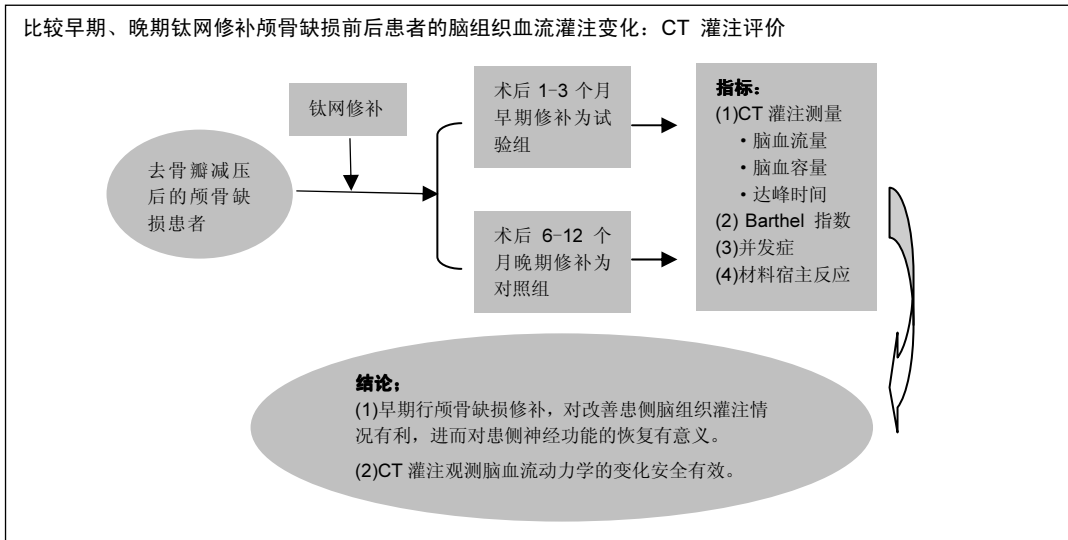 比较早期、晚期钛网修补颅骨缺损前后患者的脑组织血流灌注变化：CT 灌注评价
钛网修补
去骨瓣减压
后的颅骨缺
损患者
术后 1-3 个月
早期修补为试
验组
术后 6-12 个
月晚期修补为
对照组
指标：
(1)CT 灌注测量
·脑血流量
·脑血容量
·达峰时间
(2) Barthel 指数
(3)并发症
(4)材料宿主反应
结论：
(1)早期行颅骨缺损修补，对改善患侧脑组织灌注情
况有利，进而对患侧神经功能的恢复有意义。
(2)CT 灌注观测脑血流动力学的变化安全有效。